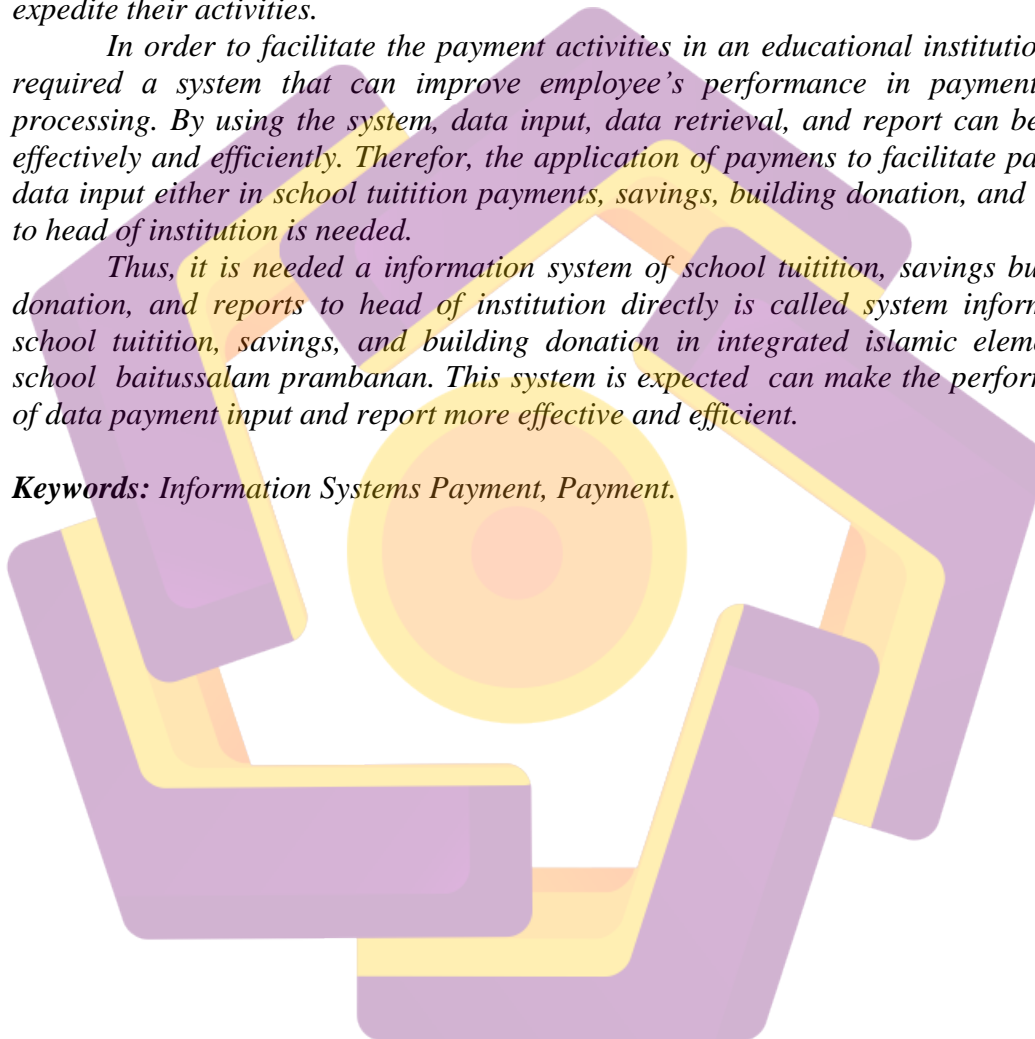 expedite their activities.
In order to facilitate the payment activities in an educational institutio
required a system that can improve employee’s performance in payment
processing. By using the system, data input, data retrieval, and report can be
effectively and efficiently. Therefor, the application of paymens to facilitate pa
data input either in school tuitition payments, savings, building donation, and
to head of institution is needed.
Thus, it is needed a information system of school tuitition, savings bu
donation, and reports to head of institution directly is called system inform
school tuitition, savings, and building donation in integrated islamic eleme
school baitussalam prambanan. This system is expected can make the perfor
of data payment input and report more effective and efficient.
Keywords: Information Systems Payment, Payment.